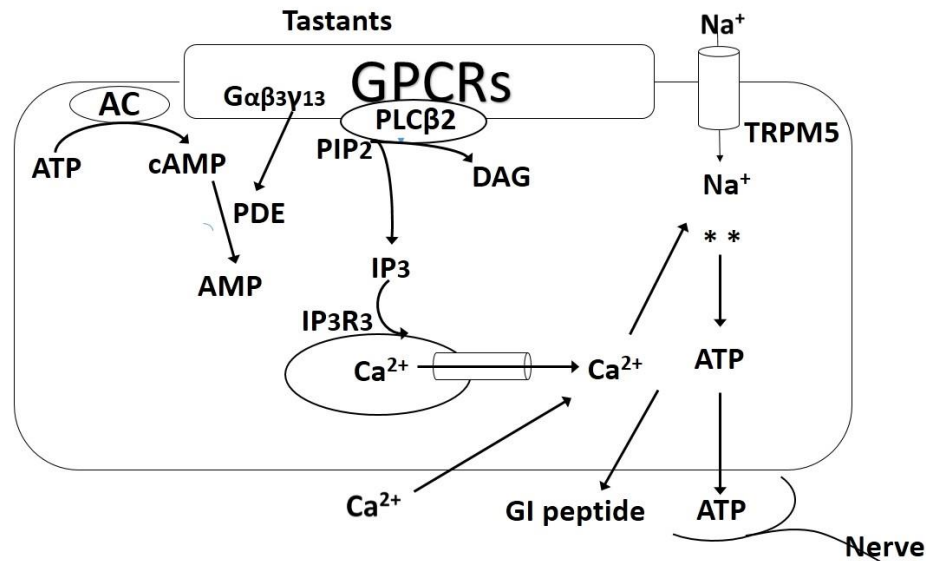 Tastants
Na⁺
GPCRs
Gαβ3γ13
AC
PLCβ2
TRPM5
PIP2
ATP
cAMP
DAG
Na⁺
PDE
* *
IP3
AMP
IP3R3
Ca²⁺
Ca²⁺
ATP
Ca²⁺
GI peptide
ATP
Nerve